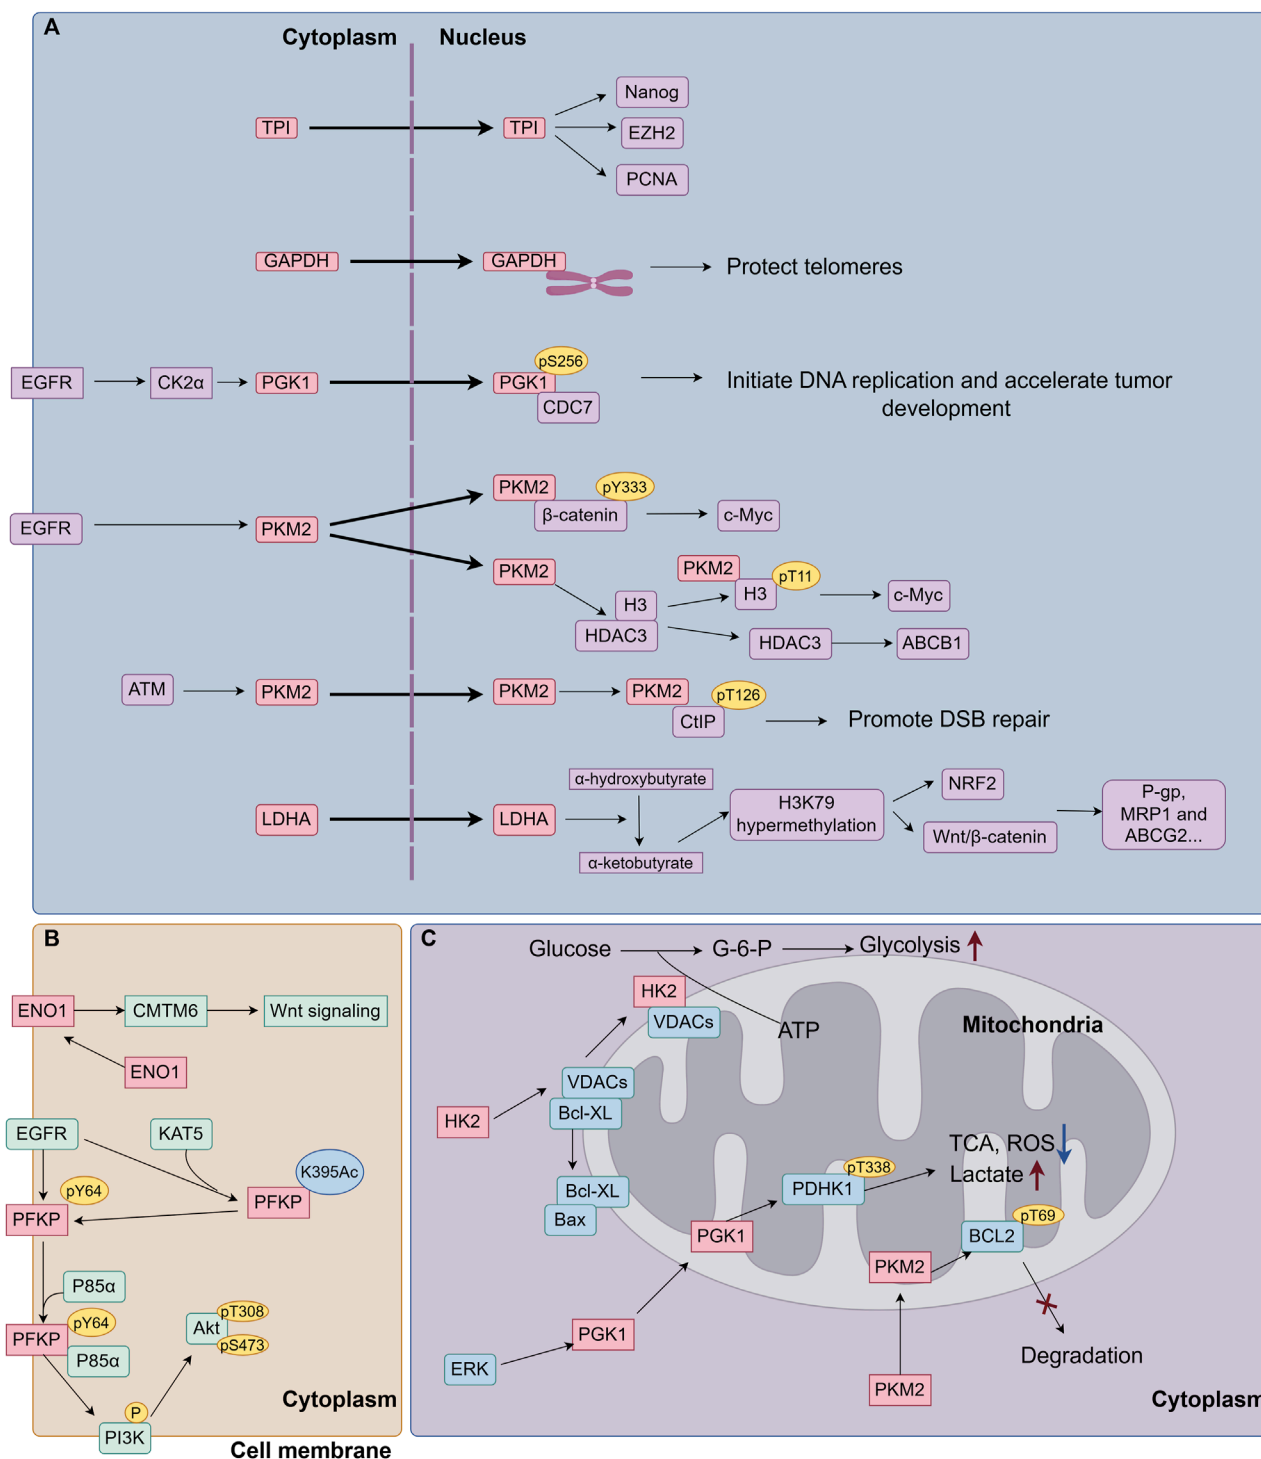 A
Cytoplasm Nucleus
Nanog
TPI TPI EZH2
PCNA
GAPDH GAPDH Protect telomeres
pS256
EGFR CK2α PGK1 PGK1 Initiate DNA replication and accelerate tumor
CDC7 development
PKM2 pY333
β-catenin c-Myc
EGFR PKM2
PKM2 PKM2 pT11
H3 H3 c-Myc
HDAC3 HDAC3 ABCB1
ATM PKM2 PKM2 PKM2 pT126
CtIP Promote DSB repair
α-hydroxybutyrate
LDHA LDHA
α-ketobutyrate
H3K79
hypermethylation
NRF2
Wnt/β-catenin
P-gp,
MRP1 and
ABCG2...
B
ENO1 CMTM6 Wnt signaling
ENO1
EGFR KAT5
K395Ac
pY64 PFKP
PFKP
P85α
pY64
PFKP
P85α
pT308
Akt
pS473
P
PI3K
Cytoplasm
Cell membrane
C
Glucose G-6-P Glycolysis
HK2
VDACs ATP Mitochondria
VDACs
HK2 Bcl-XL
TCA, ROS
Lactate
pT338
PDHK1
Bcl-XL
Bax
pT69
PGK1 BCL2
PKM2
PGK1
ERK
Degradation
PKM2
Cytoplasm